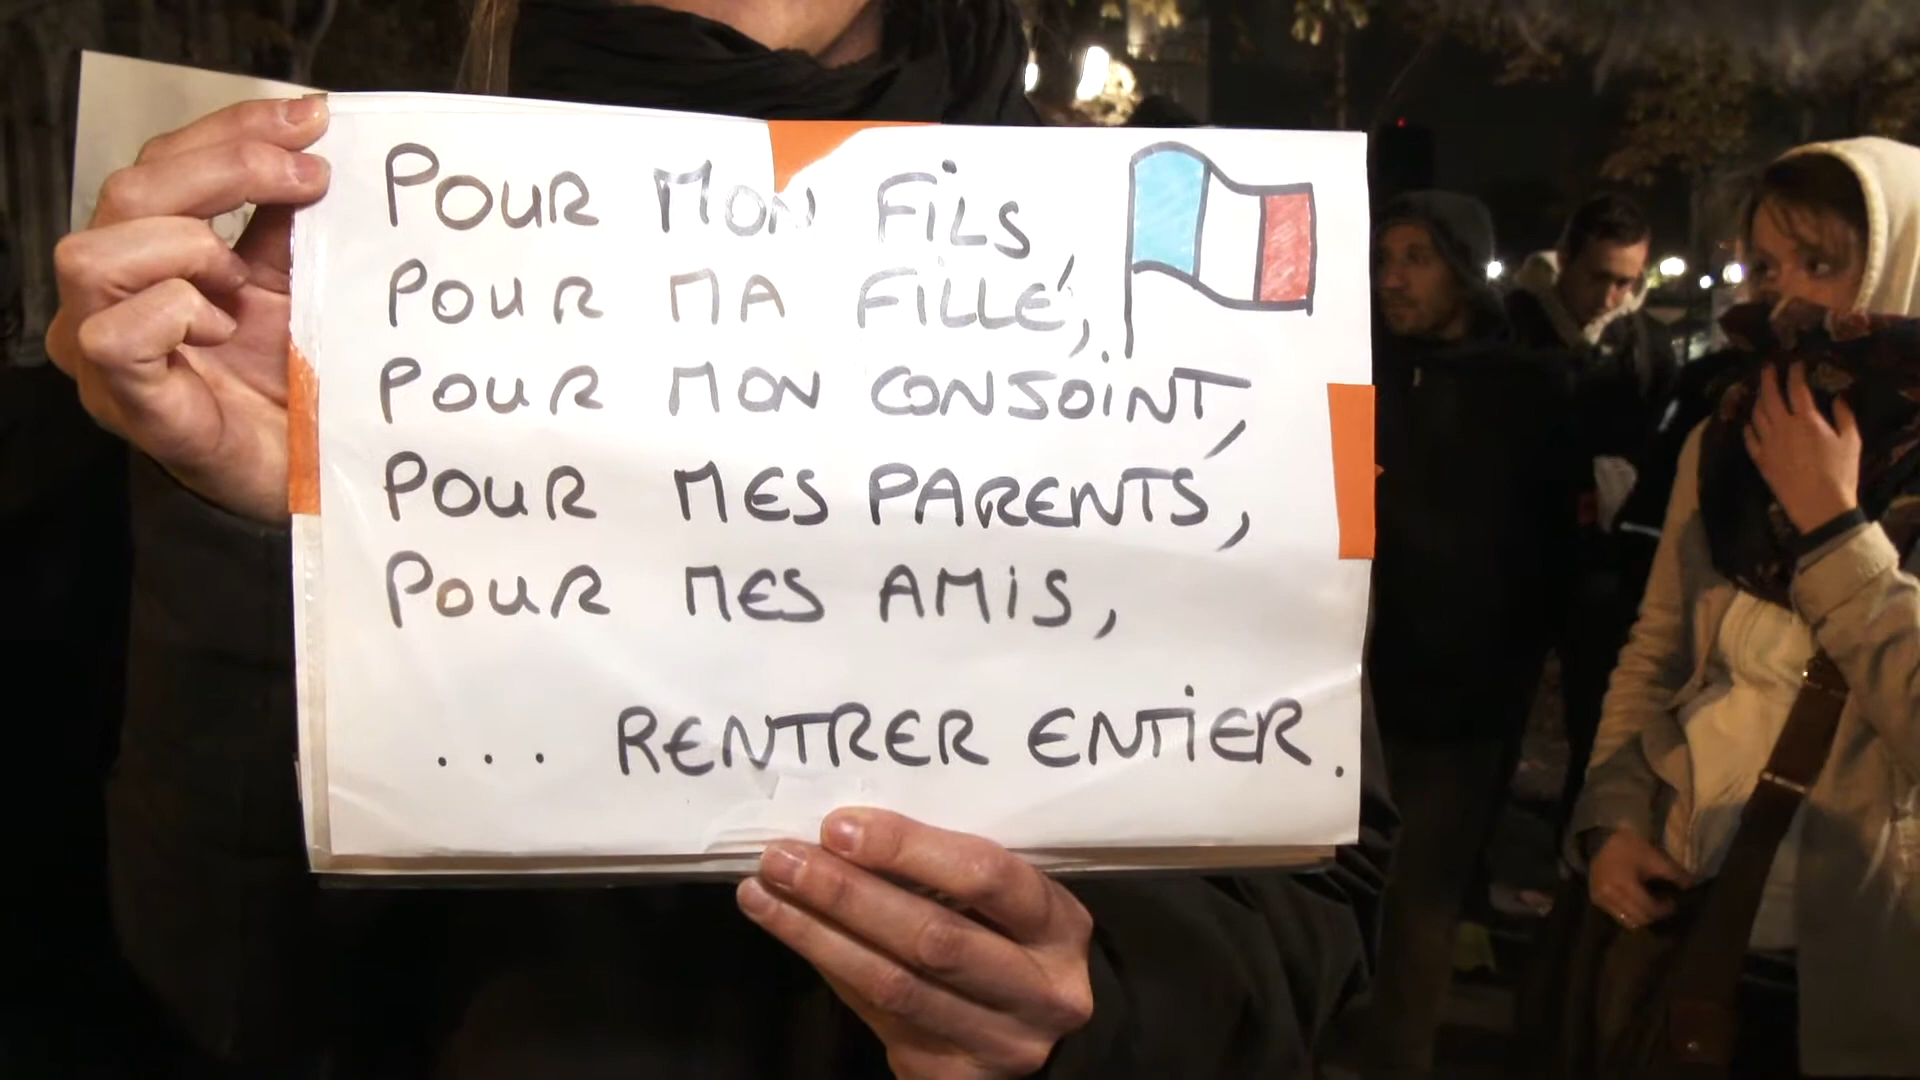 POUR MON FiLS,
POUR MA FiLLE,
POUR MON CONJOiNT,
POUR MES PARENTS,
POUR MES AMiS,
... RENTRER ENTiER.